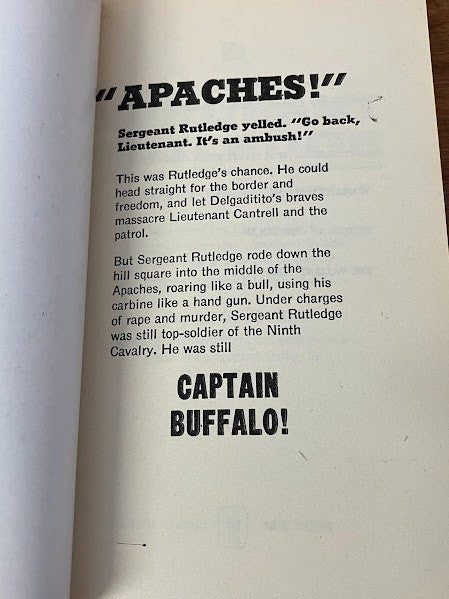 "APACHES!"
Sergeant Rutledge yelled. "Go back,
Lieutenant. It's an ambush!"
This was Rutledge's chance. He could
head straight for the border and
freedom, and let Delgaditito's braves
massacre Lieutenant Cantrell and the
patrol.
But Sergeant Rutledge rode down the
hill square into the middle of the
Apaches, roaring like a bull, using his
carbine like a hand gun. Under charges
of rape and murder, Sergeant Rutledge
was still top-soldier of the Ninth
Cavalry. He was still
CAPTAIN
BUFFALO!